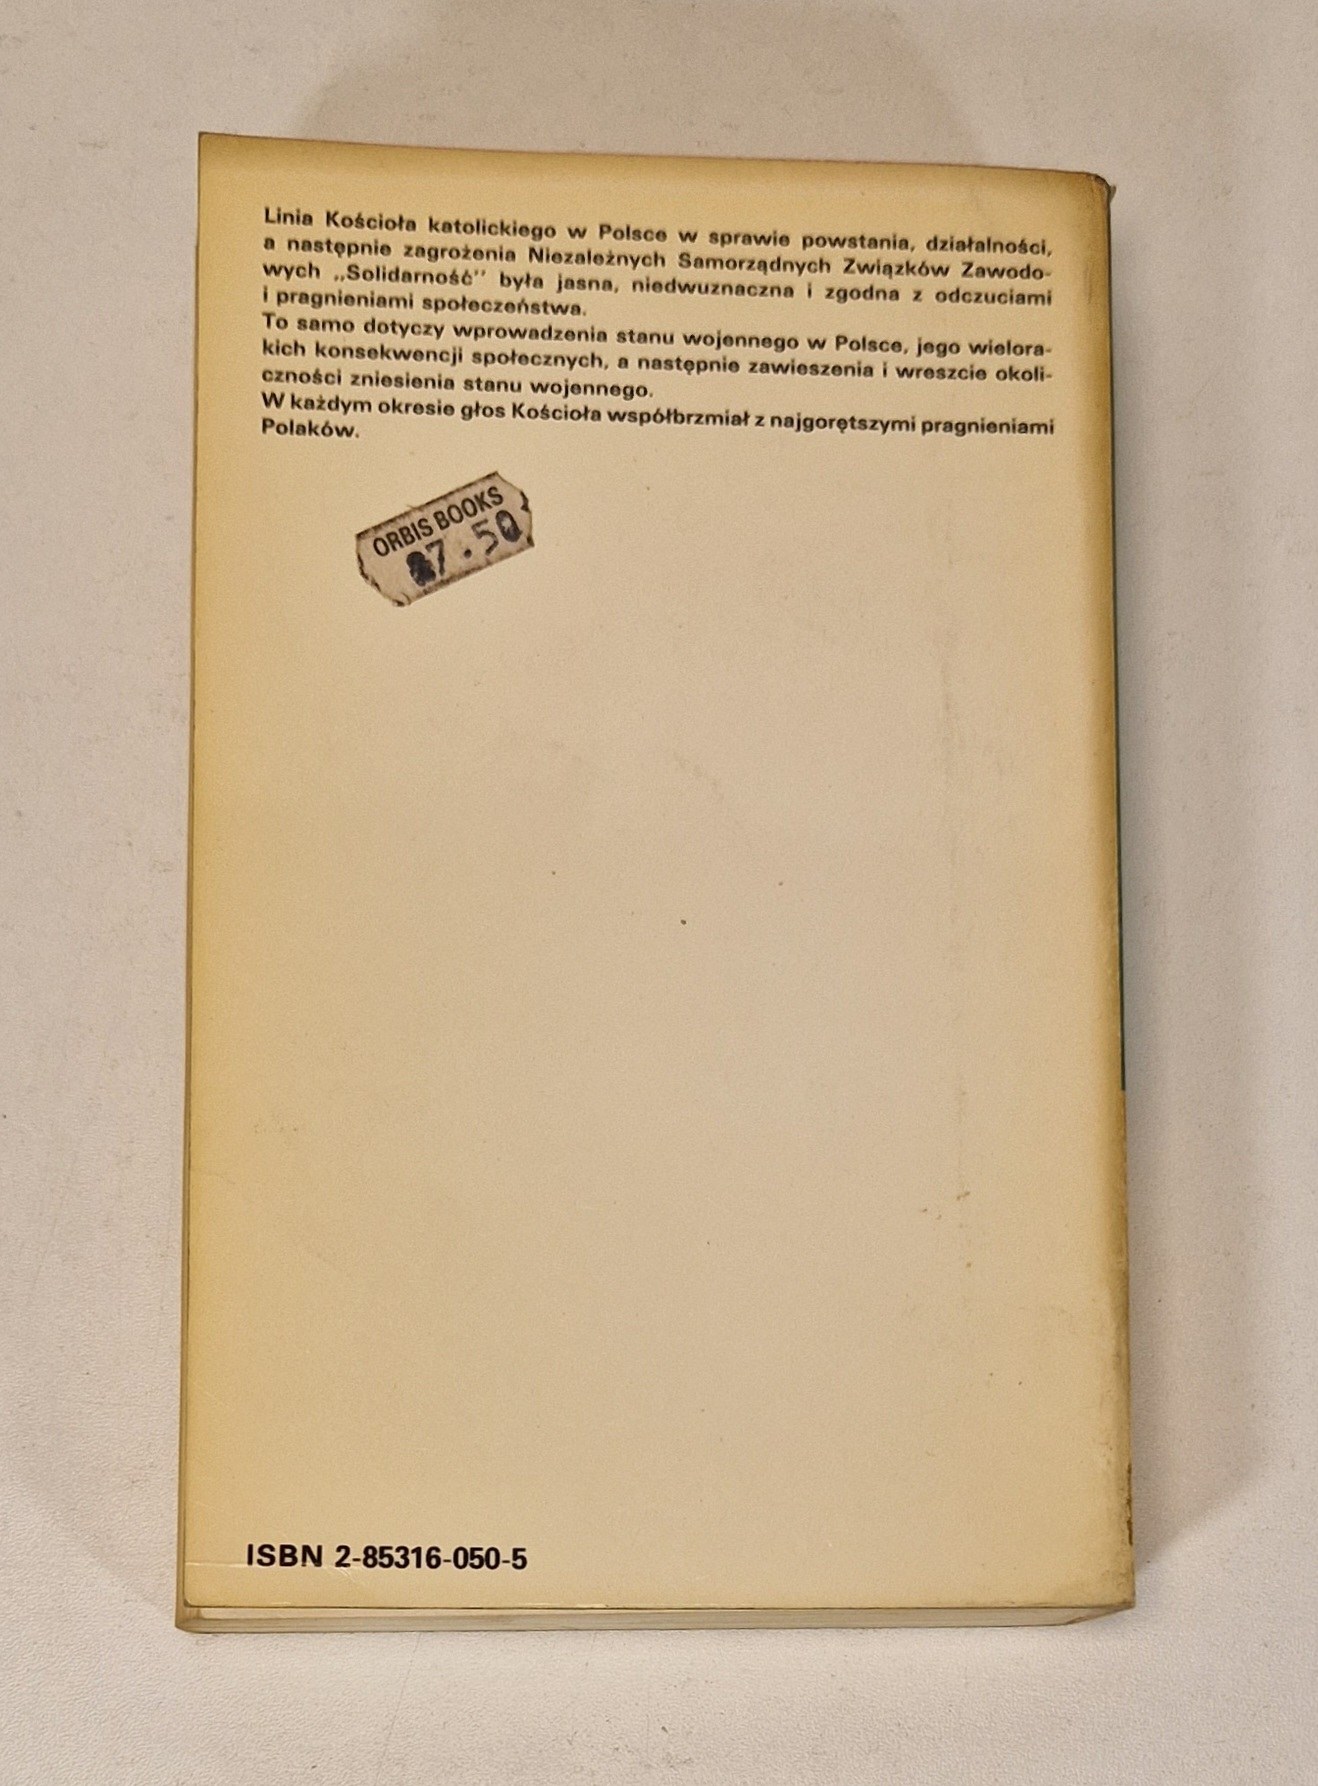 Linia Kościoła katolickiego w Polsce w sprawie powstania, działalności,
a następnie zagrożenia Niezależnych Samorządnych Związków Zawodo-
wych „Solidarność” była jasna, niedwuznaczna i zgodna z odczuciami
i pragnieniami społeczeństwa.
To samo dotyczy wprowadzenia stanu wojennego w Polsce, jego wielora-
kich konsekwencji społecznych, a następnie zawieszenia i wreszcie okoli-
czności zniesienia stanu wojennego.
W każdym okresie głos Kościoła współbrzmiał z najgorętszymi pragnieniami
Polaków.
ORBIS BOOKS
7.50
ISBN 2-85316-050-5